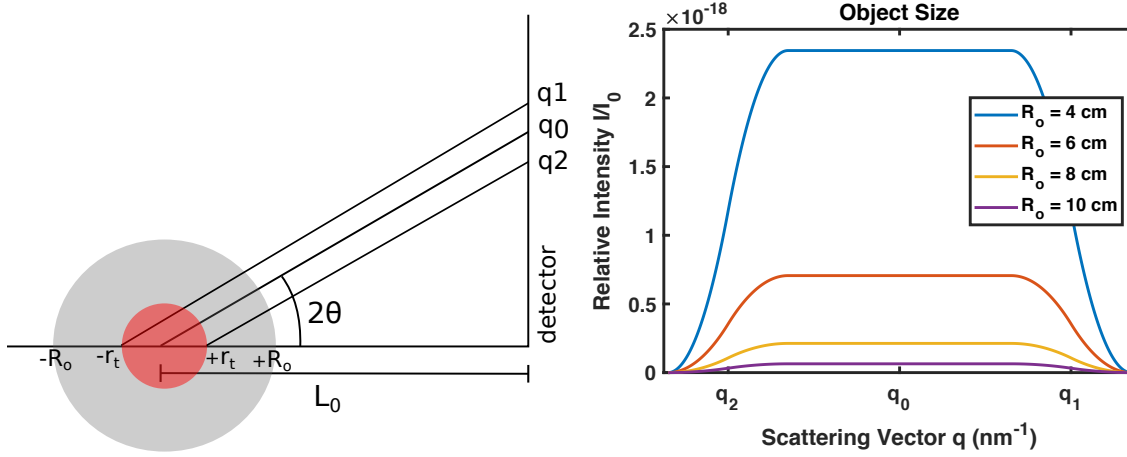 q1
q0
q2
detector
2θ
-Rₒ
-rₜ
+rₜ
+Rₒ
L₀
Object Size
×10⁻¹⁸
2.5
2
1.5
1
0.5
0
Relative Intensity I/I₀
Rₒ = 4 cm
Rₒ = 6 cm
Rₒ = 8 cm
Rₒ = 10 cm
q₂
q₀
q₁
Scattering Vector q (nm⁻¹)